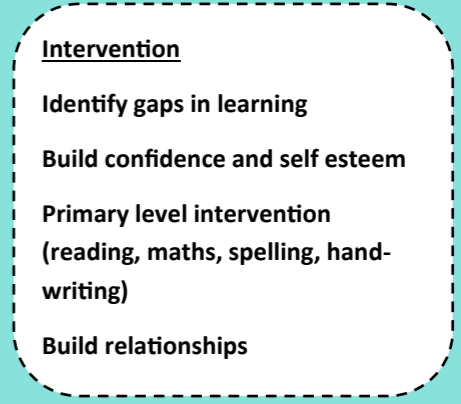 Intervention
Identify gaps in learning
Build confidence and self esteem
Primary level intervention
(reading, maths, spelling, hand-
writing)
Build relationships